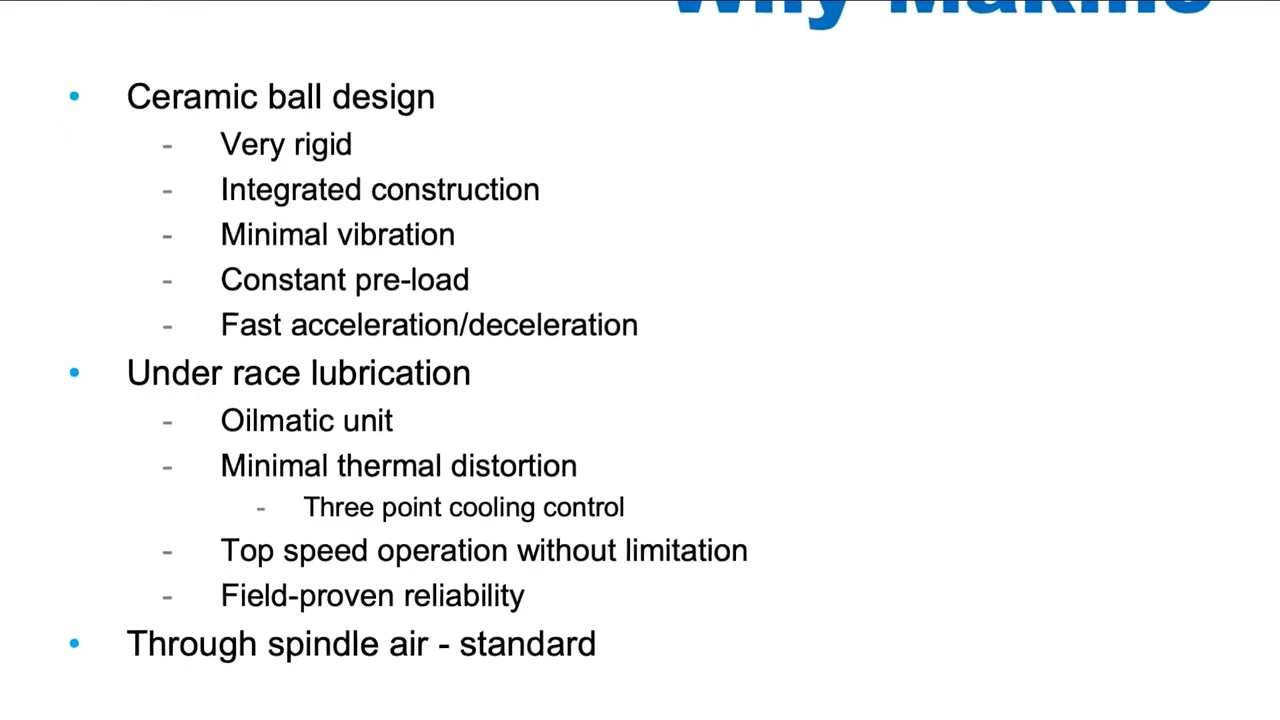 Why Makino
• Ceramic ball design
- Very rigid
- Integrated construction
- Minimal vibration
- Constant pre-load
- Fast acceleration/deceleration
• Under race lubrication
- Oilmatic unit
- Minimal thermal distortion
- Three point cooling control
- Top speed operation without limitation
- Field-proven reliability
• Through spindle air - standard